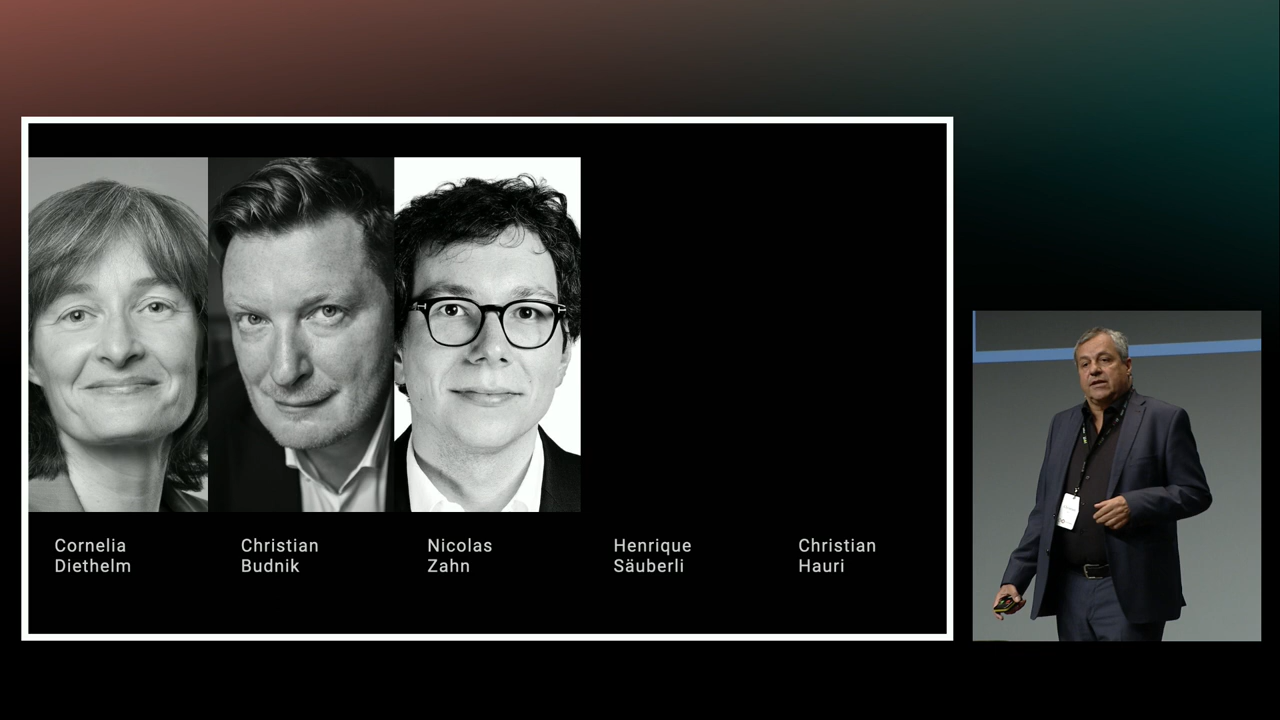 Cornelia
Diethelm
Christian
Budnik
Nicolas
Zahn
Henrique
Säuberli
Christian
Hauri